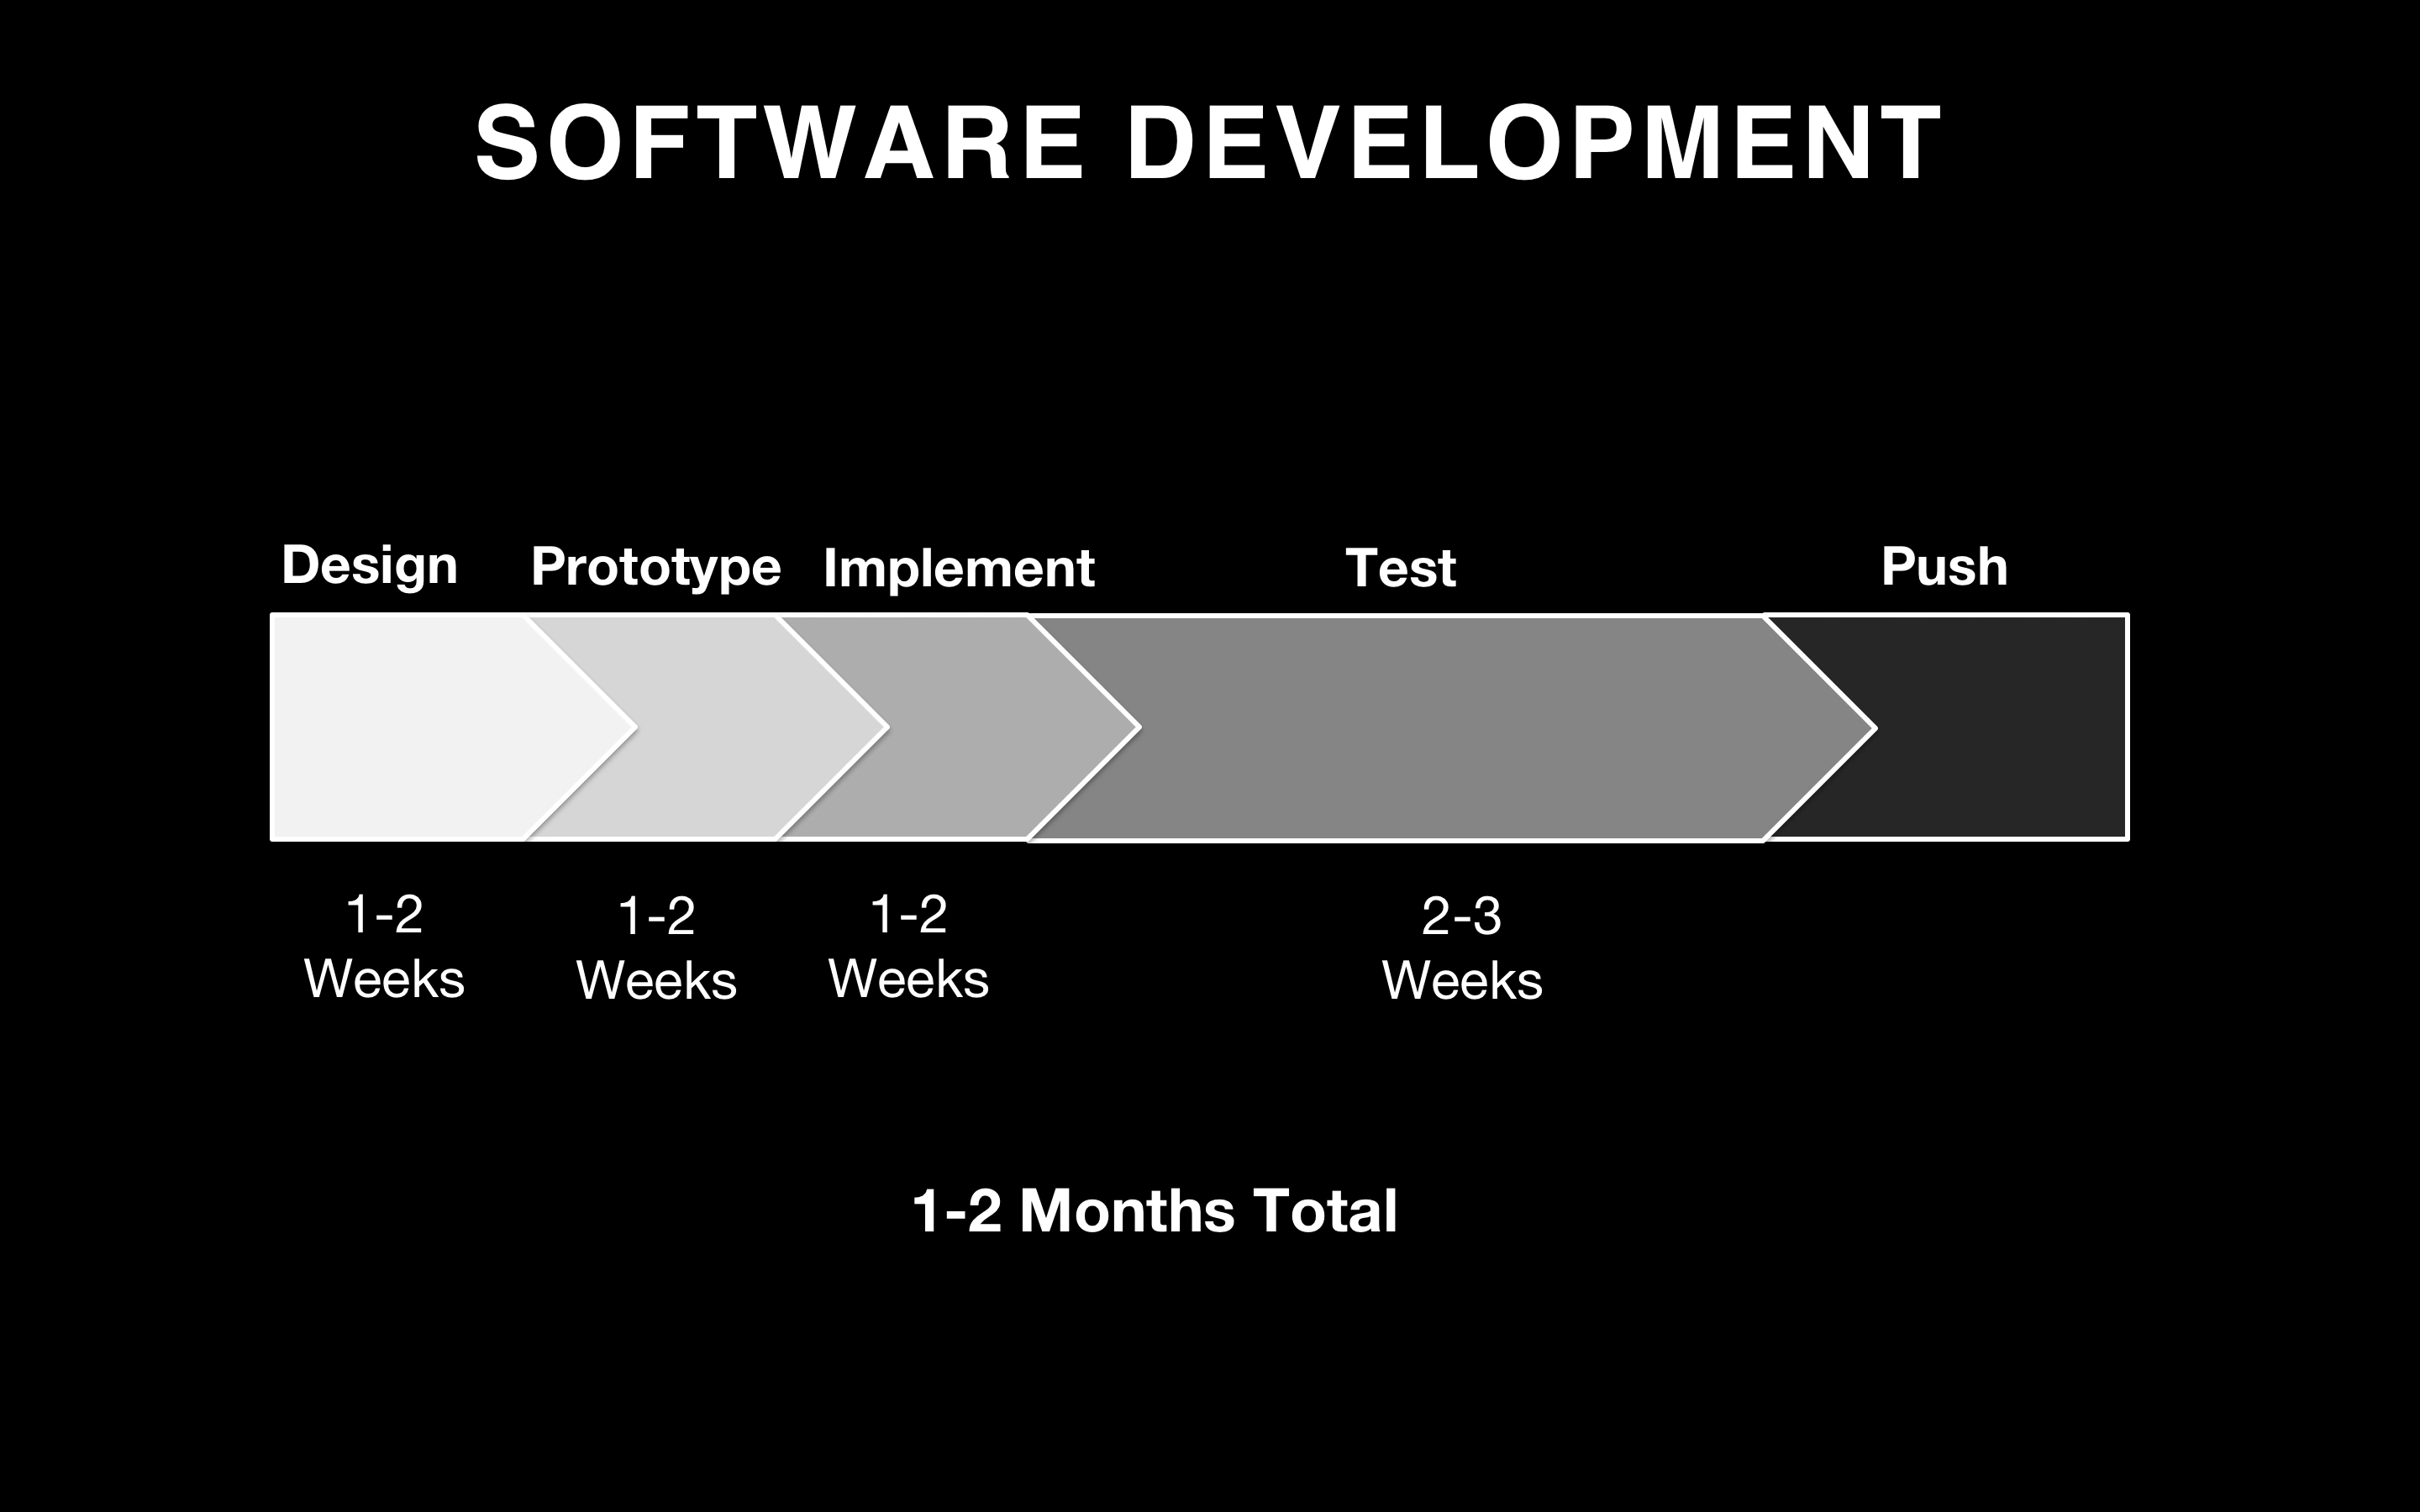 SOFTWARE DEVELOPMENT
Design Prototype Implement Test Push
1-2 1-2 1-2 2-3
Weeks Weeks Weeks Weeks
1-2 Months Total